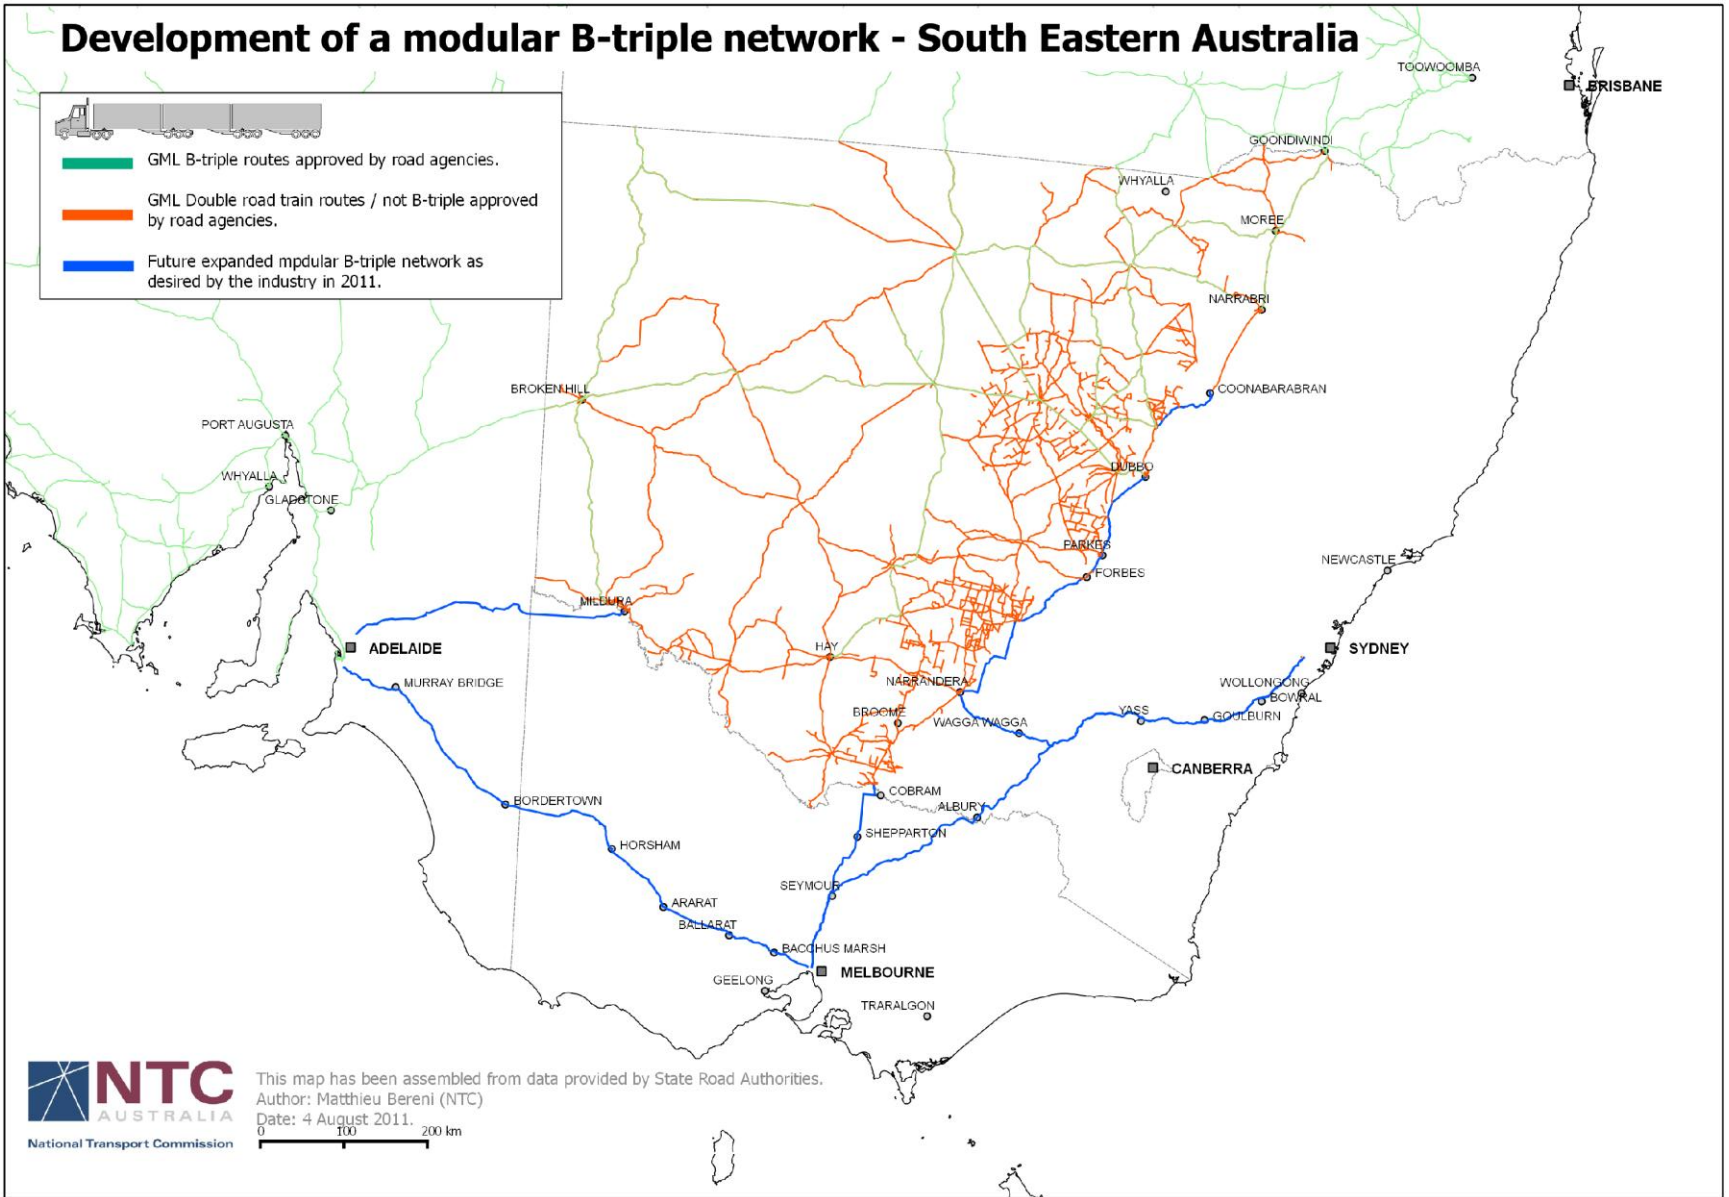 Development of a modular B-triple network - South Eastern Australia
TOOWOOMBA
BRISBANE
GML B-triple routes approved by road agencies.
GML Double road train routes / not B-triple approved
by road agencies.
Future expanded mpdular B-triple network as
desired by the industry in 2011.
GOONDIWINDI
WHYALLA
MOREE
NARRABRI
BROKEN HILL
COONABARABRAN
PORT AUGUSTA
WHYALLA
GLADSTONE
DUBBO
PARKES
FORBES
NEWCASTLE
MILDURA
ADELAIDE
HAY
SYDNEY
MURRAY BRIDGE
NARRANDERA
WOLLONGONG
BOWRAL
BROOME
WAGGA WAGGA
YASS
GOULBURN
CANBERRA
COBRAM
BORDERTOWN
ALBURY
SHEPPARTON
HORSHAM
SEYMOUR
ARARAT
BALLARAT
BACCHUS MARSH
MELBOURNE
GEELONG
TRARALGON
NTC
AUSTRALIA
National Transport Commission
This map has been assembled from data provided by State Road Authorities.
Author: Matthieu Bereni (NTC)
Date: 4 August 2011.
0 100 200 km